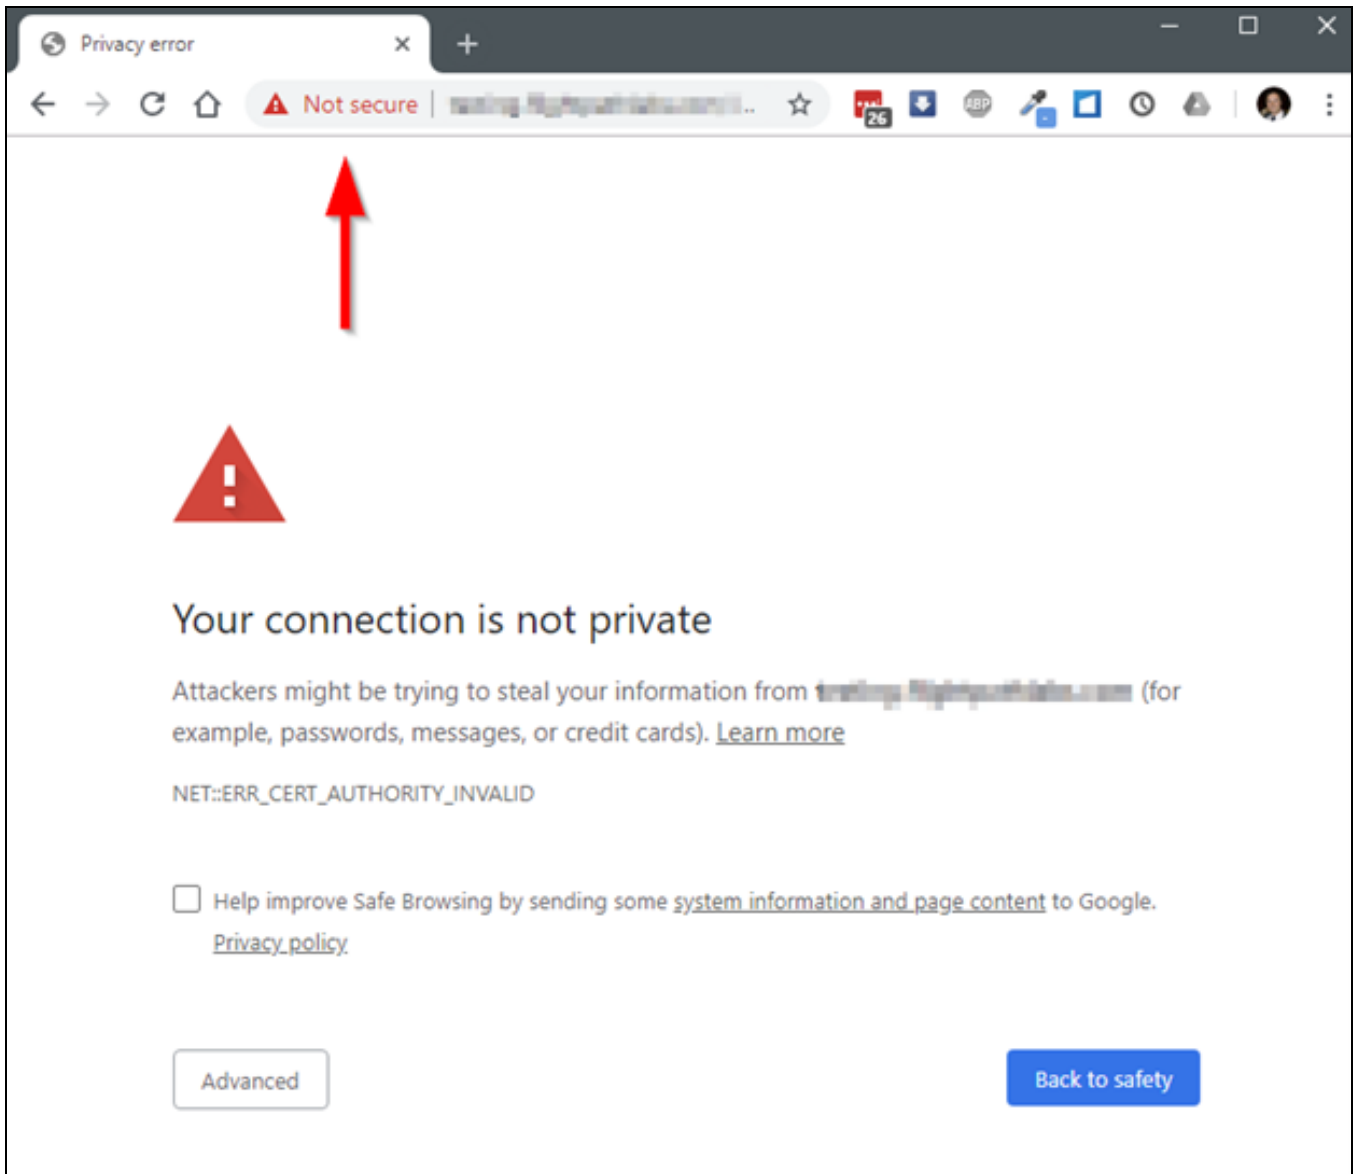 Privacy error
Not secure
26
ABP
Your connection is not private
Attackers might be trying to steal your information from (for
example, passwords, messages, or credit cards). Learn more
NET::ERR_CERT_AUTHORITY_INVALID
Help improve Safe Browsing by sending some system information and page content to Google.
Privacy policy
Advanced
Back to safety